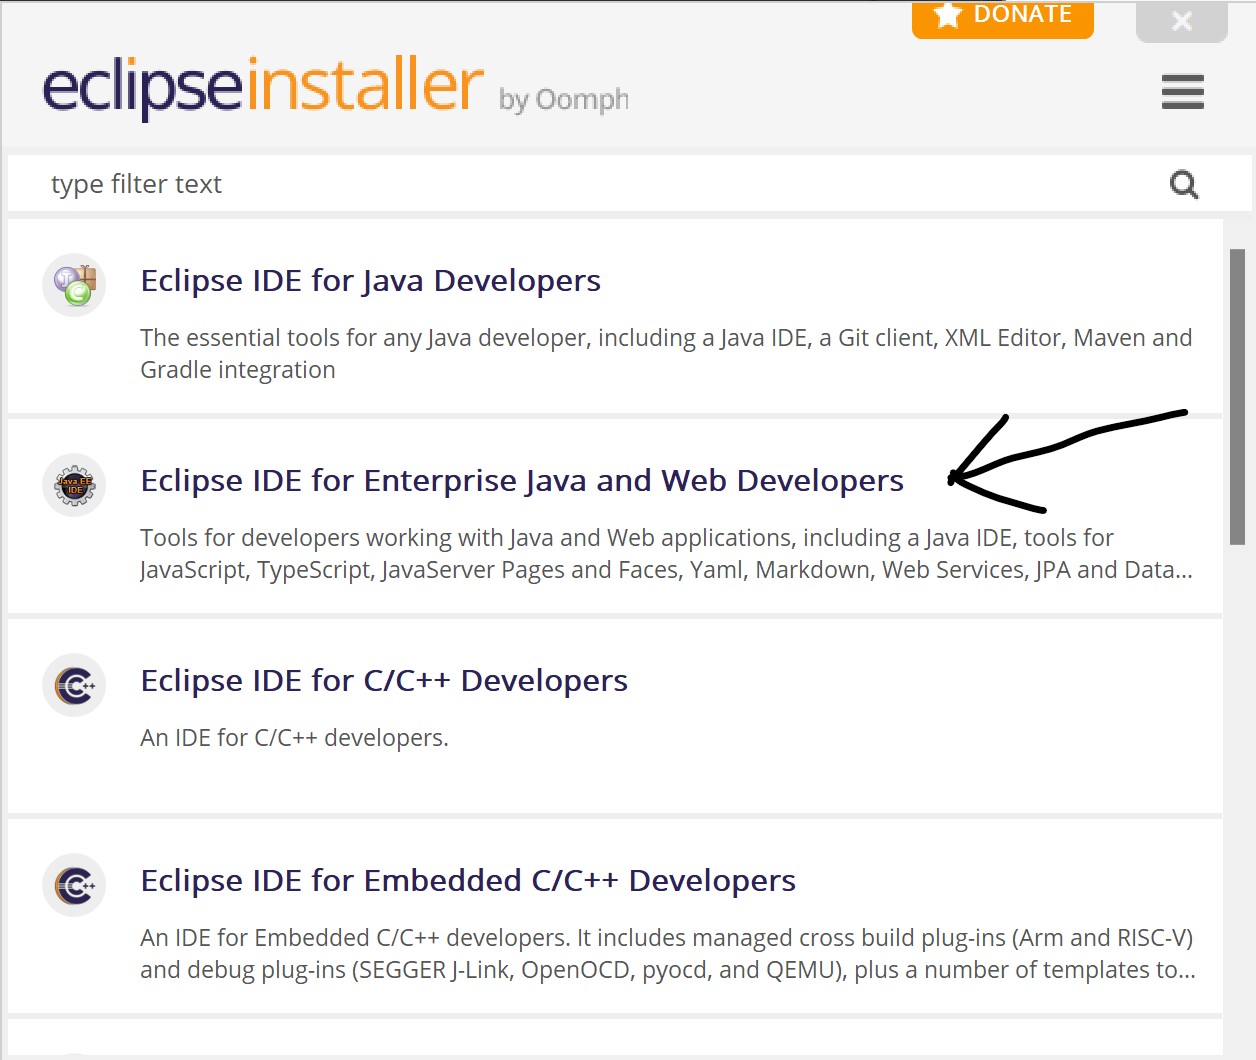 DONATE
eclipseinstaller by Oomph
type filter text
Eclipse IDE for Java Developers
The essential tools for any Java developer, including a Java IDE, a Git client, XML Editor, Maven and
Gradle integration
Java EE
IDE
Eclipse IDE for Enterprise Java and Web Developers
Tools for developers working with Java and Web applications, including a Java IDE, tools for
JavaScript, TypeScript, JavaServer Pages and Faces, Yaml, Markdown, Web Services, JPA and Data...
C++
Eclipse IDE for C/C++ Developers
An IDE for C/C++ developers.
C++
Eclipse IDE for Embedded C/C++ Developers
An IDE for Embedded C/C++ developers. It includes managed cross build plug-ins (Arm and RISC-V)
and debug plug-ins (SEGGER J-Link, OpenOCD, pyocd, and QEMU), plus a number of templates to...